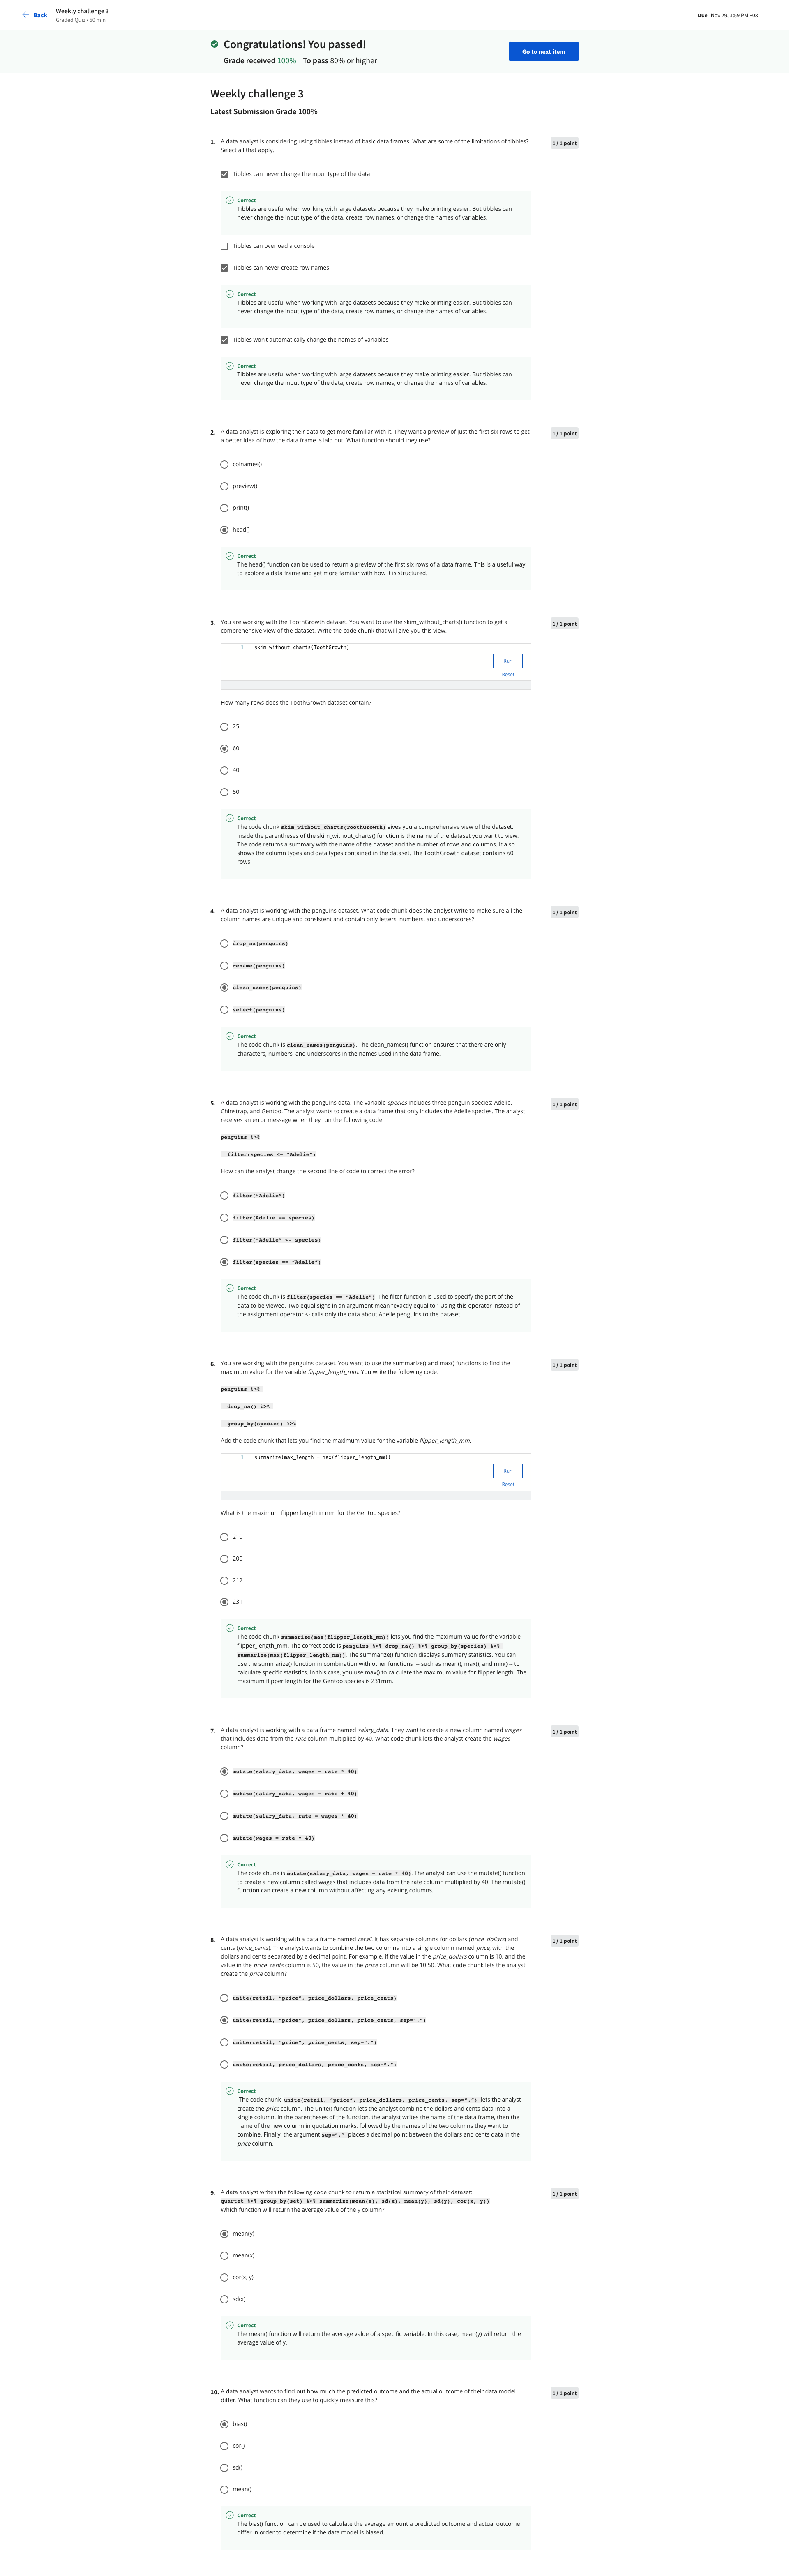 Back
Weekly challenge 3
Graded Quiz • 50 min
Due Nov 29, 3:59 PM +08
Congratulations! You passed!
Grade received 100% To pass 80% or higher
Go to next item
Weekly challenge 3
Latest Submission Grade 100%
1. A data analyst is considering using tibbles instead of basic data frames. What are some of the limitations of tibbles?
Select all that apply.
1 / 1 point
Tibbles can never change the input type of the data
Correct
Tibbles are useful when working with large datasets because they make printing easier. But tibbles can
never change the input type of the data, create row names, or change the names of variables.
Tibbles can overload a console
Tibbles can never create row names
Correct
Tibbles are useful when working with large datasets because they make printing easier. But tibbles can
never change the input type of the data, create row names, or change the names of variables.
Tibbles won't automatically change the names of variables
Correct
Tibbles are useful when working with large datasets because they make printing easier. But tibbles can
never change the input type of the data, create row names, or change the names of variables.
2. A data analyst is exploring their data to get more familiar with it. They want a preview of just the first six rows to get
a better idea of how the data frame is laid out. What function should they use?
1 / 1 point
colnames()
preview()
print()
head()
Correct
The head() function can be used to return a preview of the first six rows of a data frame. This is a useful way
to explore a data frame and get more familiar with how it is structured.
3. You are working with the ToothGrowth dataset. You want to use the skim_without_charts() function to get a
comprehensive view of the dataset. Write the code chunk that will give you this view.
1 / 1 point
1 skim_without_charts(ToothGrowth)
Run
Reset
How many rows does the ToothGrowth dataset contain?
25
60
40
50
Correct
The code chunk skim_without_charts(ToothGrowth) gives you a comprehensive view of the dataset.
Inside the parentheses of the skim_without_charts() function is the name of the dataset you want to view.
The code returns a summary with the name of the dataset and the number of rows and columns. It also
shows the column types and data types contained in the dataset. The ToothGrowth dataset contains 60
rows.
4. A data analyst is working with the penguins dataset. What code chunk does the analyst write to make sure all the
column names are unique and consistent and contain only letters, numbers, and underscores?
1 / 1 point
drop_na(penguins)
rename(penguins)
clean_names(penguins)
select(penguins)
Correct
The code chunk is clean_names(penguins). The clean_names() function ensures that there are only
characters, numbers, and underscores in the names used in the data frame.
5. A data analyst is working with the penguins data. The variable species includes three penguin species: Adelie,
Chinstrap, and Gentoo. The analyst wants to create a data frame that only includes the Adelie species. The analyst
receives an error message when they run the following code:
1 / 1 point
penguins %>%
filter(species <- "Adelie")
How can the analyst change the second line of code to correct the error?
filter("Adelie")
filter(Adelie == species)
filter("Adelie" <- species)
filter(species == "Adelie")
Correct
The code chunk is filter(species == "Adelie"). The filter function is used to specify the part of the
data to be viewed. Two equal signs in an argument mean "exactly equal to." Using this operator instead of
the assignment operator <- calls only the data about Adelie penguins to the dataset.
6. You are working with the penguins dataset. You want to use the summarize() and max() functions to find the
maximum value for the variable flipper_length_mm. You write the following code:
1 / 1 point
penguins %>%
drop_na() %>%
group_by(species) %>%
Add the code chunk that lets you find the maximum value for the variable flipper_length_mm.
1 summarize(max_length = max(flipper_length_mm))
Run
Reset
What is the maximum flipper length in mm for the Gentoo species?
210
200
212
231
Correct
The code chunk summarize(max(flipper_length_mm)) lets you find the maximum value for the variable
flipper_length_mm. The correct code is penguins %>% drop_na() %>% group_by(species) %>%
summarize(max(flipper_length_mm)). The summarize() function displays summary statistics. You can
use the summarize() function in combination with other functions -- such as mean(), max(), and min() -- to
calculate specific statistics. In this case, you use max() to calculate the maximum value for flipper length. The
maximum flipper length for the Gentoo species is 231mm.
7. A data analyst is working with a data frame named salary_data. They want to create a new column named wages
that includes data from the rate column multiplied by 40. What code chunk lets the analyst create the wages
column?
1 / 1 point
mutate(salary_data, wages = rate * 40)
mutate(salary_data, wages = rate + 40)
mutate(salary_data, rate = wages * 40)
mutate(wages = rate * 40)
Correct
The code chunk is mutate(salary_data, wages = rate * 40). The analyst can use the mutate() function
to create a new column called wages that includes data from the rate column multiplied by 40. The mutate()
function can create a new column without affecting any existing columns.
8. A data analyst is working with a data frame named retail. It has separate columns for dollars (price_dollars) and
cents (price_cents). The analyst wants to combine the two columns into a single column named price, with the
dollars and cents separated by a decimal point. For example, if the value in the price_dollars column is 10, and the
value in the price_cents column is 50, the value in the price column will be 10.50. What code chunk lets the analyst
create the price column?
1 / 1 point
unite(retail, "price", price_dollars, price_cents)
unite(retail, "price", price_dollars, price_cents, sep=".")
unite(retail, "price", price_cents, sep=".")
unite(retail, price_dollars, price_cents, sep=".")
Correct
The code chunk unite(retail, "price", price_dollars, price_cents, sep=".") lets the analyst
create the price column. The unite() function lets the analyst combine the dollars and cents data into a
single column. In the parentheses of the function, the analyst writes the name of the data frame, then the
name of the new column in quotation marks, followed by the names of the two columns they want to
combine. Finally, the argument sep="." places a decimal point between the dollars and cents data in the
price column.
9. A data analyst writes the following code chunk to return a statistical summary of their dataset:
quartet %>% group_by(set) %>% summarize(mean(x), sd(x), mean(y), sd(y), cor(x, y))
Which function will return the average value of the y column?
1 / 1 point
mean(y)
mean(x)
cor(x, y)
sd(x)
Correct
The mean() function will return the average value of a specific variable. In this case, mean(y) will return the
average value of y.
10. A data analyst wants to find out how much the predicted outcome and the actual outcome of their data model
differ. What function can they use to quickly measure this?
1 / 1 point
bias()
cor()
sd()
mean()
Correct
The bias() function can be used to calculate the average amount a predicted outcome and actual outcome
differ in order to determine if the data model is biased.